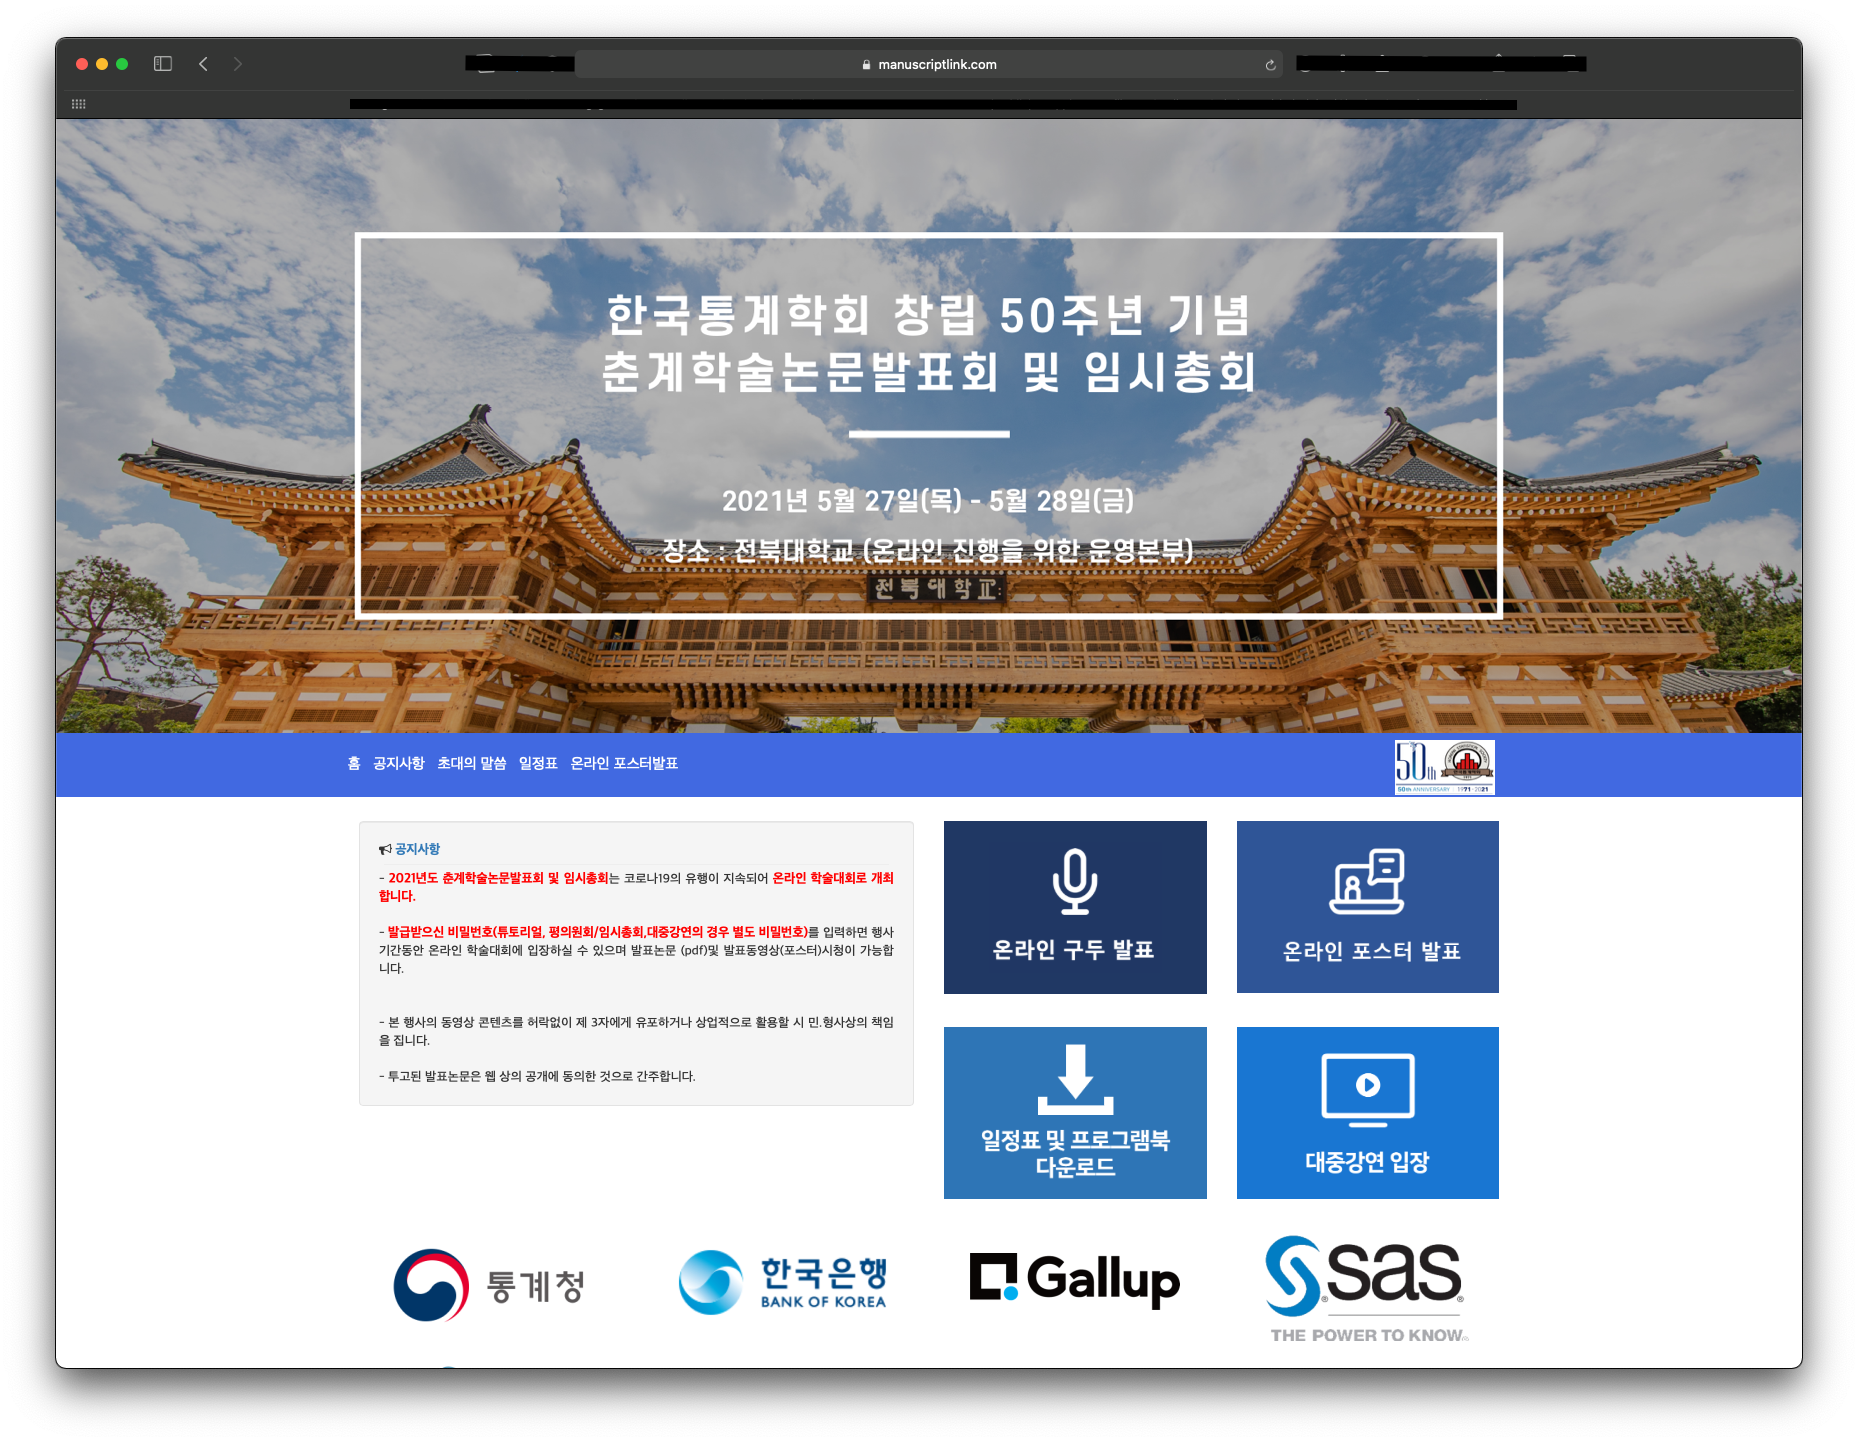 manuscriptlink.com
한국통계학회 창립 50주년 기념
춘계학술논문발표회 및 임시총회
2021년 5월 27일(목) - 5월 28일(금)
장소 : 전북대학교 (온라인 진행을 위한 운영본부)
전북대학교
홈 공지사항 초대의 말씀 일정표 온라인 포스터발표
50th
50th ANNIVERSARY 1971-2021
공지사항
- 2021년도 춘계학술논문발표회 및 임시총회는 코로나19의 유행이 지속되어 온라인 학술대회로 개최
합니다.
- 발급받으신 비밀번호(튜토리얼, 평의원회/임시총회,대중강연의 경우 별도 비밀번호)를 입력하면 행사
기간동안 온라인 학술대회에 입장하실 수 있으며 발표논문 (pdf)및 발표동영상(포스터)시청이 가능합
니다.
- 본 행사의 동영상 콘텐츠를 허락없이 제 3자에게 유포하거나 상업적으로 활용할 시 민.형사상의 책임
을 집니다.
- 투고된 발표논문은 웹 상의 공개에 동의한 것으로 간주합니다.
온라인 구두 발표
온라인 포스터 발표
일정표 및 프로그램북
다운로드
대중강연 입장
통계청
한국은행
BANK OF KOREA
Gallup
sas
THE POWER TO KNOW